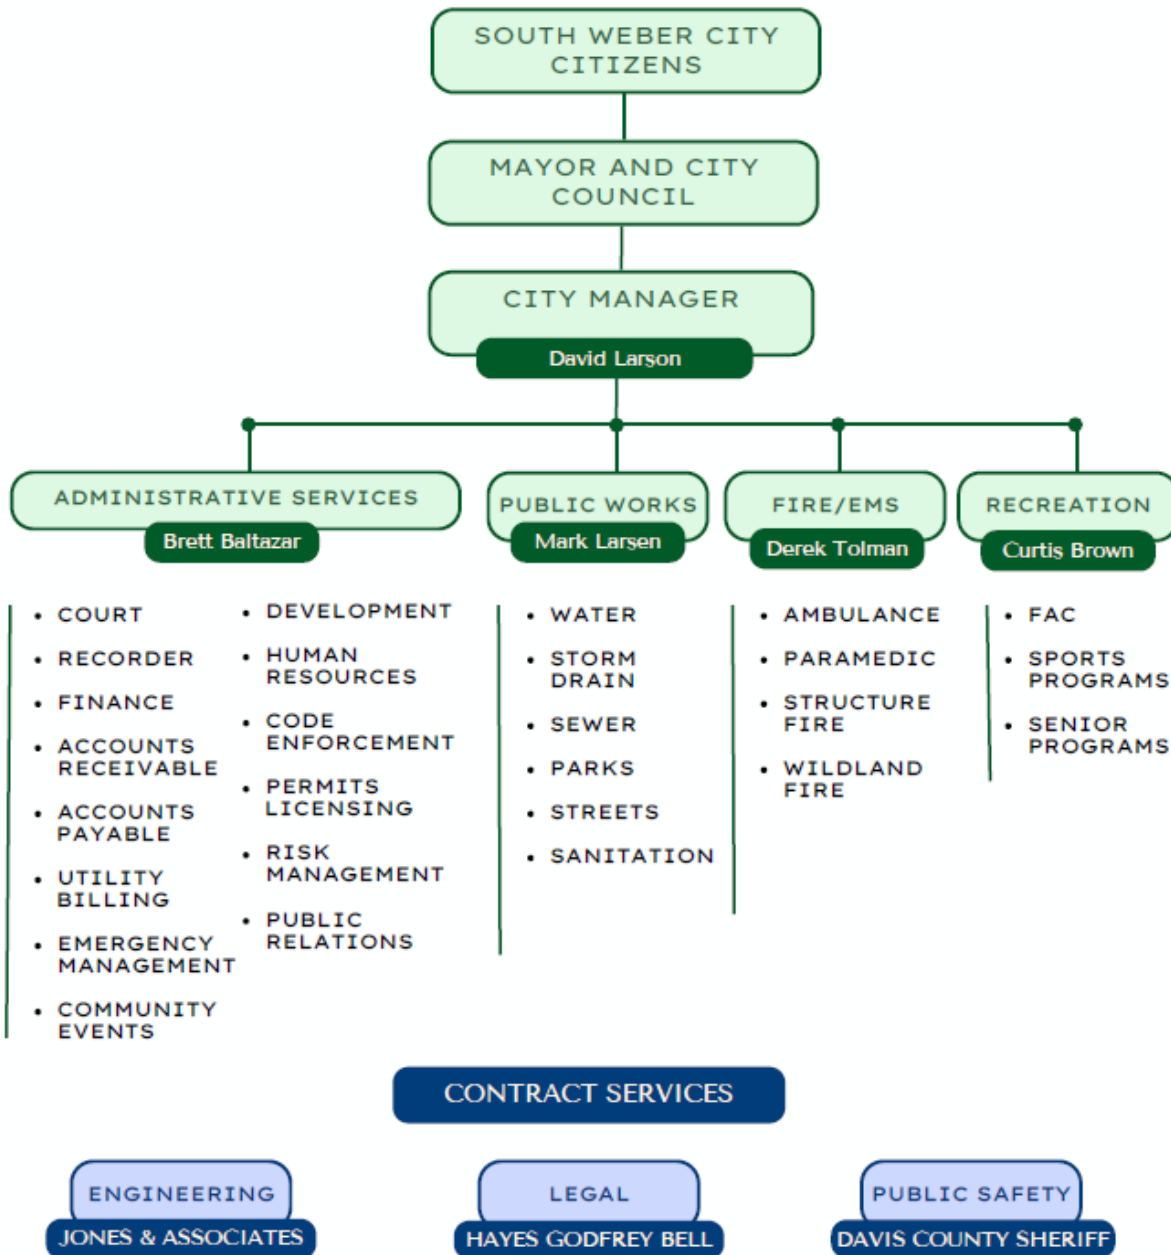 SOUTH WEBER CITY
CITIZENS
MAYOR AND CITY
COUNCIL
CITY MANAGER
David Larson
ADMINISTRATIVE SERVICES
Brett Baltazar
PUBLIC WORKS
Mark Larsen
FIRE/EMS
Derek Tolman
RECREATION
Curtis Brown
• COURT
• RECORDER
• FINANCE
• ACCOUNTS
RECEIVABLE
• ACCOUNTS
PAYABLE
• UTILITY
BILLING
• EMERGENCY
MANAGEMENT
• COMMUNITY
EVENTS
• DEVELOPMENT
• HUMAN
RESOURCES
• CODE
ENFORCEMENT
• PERMITS
LICENSING
• RISK
MANAGEMENT
• PUBLIC
RELATIONS
• WATER
• STORM
DRAIN
• SEWER
• PARKS
• STREETS
• SANITATION
• AMBULANCE
• PARAMEDIC
• STRUCTURE
FIRE
• WILDLAND
FIRE
• FAC
• SPORTS
PROGRAMS
• SENIOR
PROGRAMS
CONTRACT SERVICES
ENGINEERING
JONES & ASSOCIATES
LEGAL
HAYES GODFREY BELL
PUBLIC SAFETY
DAVIS COUNTY SHERIFF